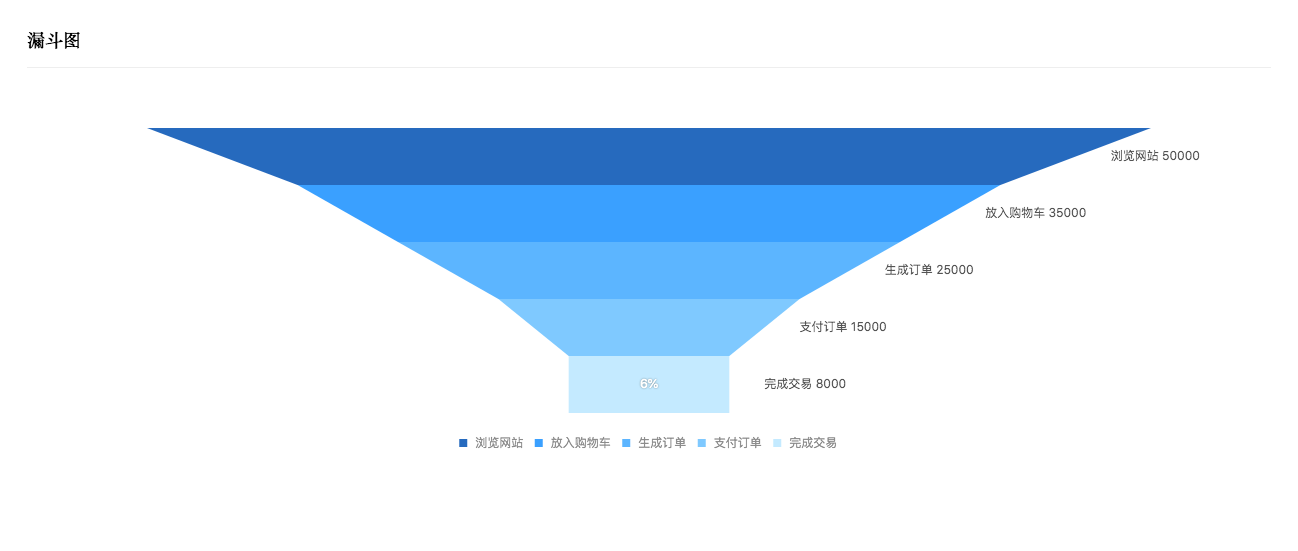 漏斗图
浏览网站 50000
放入购物车 35000
生成订单 25000
支付订单 15000
6%
完成交易 8000
浏览网站 放入购物车 生成订单 支付订单 完成交易